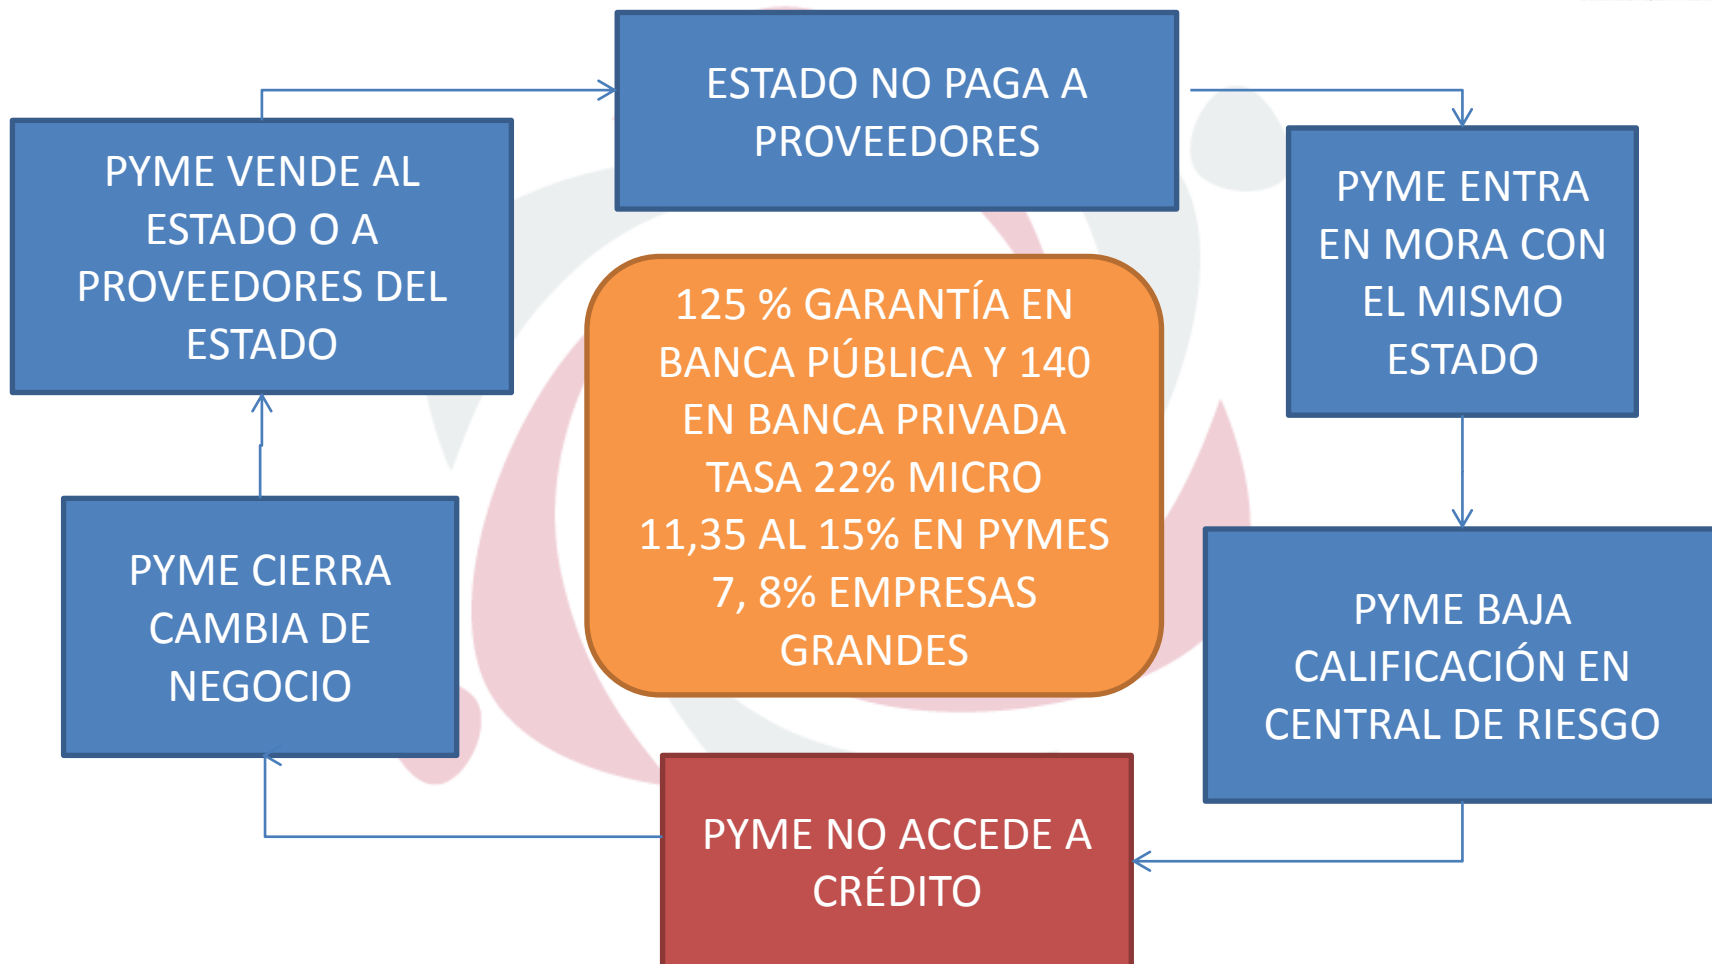 ESTADO NO PAGA A
PROVEEDORES
PYME VENDE AL
ESTADO O A
PROVEEDORES DEL
ESTADO
PYME ENTRA
EN MORA CON
EL MISMO
ESTADO
125 % GARANTÍA EN
BANCA PÚBLICA Y 140
EN BANCA PRIVADA
TASA 22% MICRO
11,35 AL 15% EN PYMES
7, 8% EMPRESAS
GRANDES
PYME CIERRA
CAMBIA DE
NEGOCIO
PYME BAJA
CALIFICACIÓN EN
CENTRAL DE RIESGO
PYME NO ACCEDE A
CRÉDITO